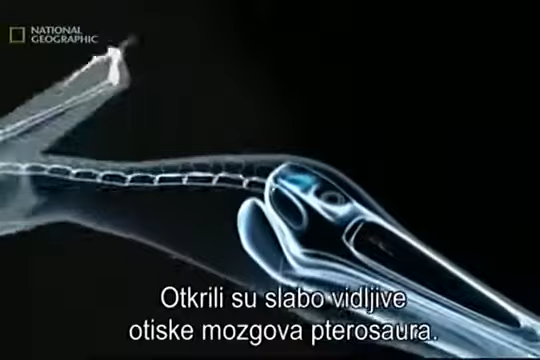 NATIONAL
GEOGRAPHIC
Otkrili su slabo vidljive
otiske mozgova pterosaura.